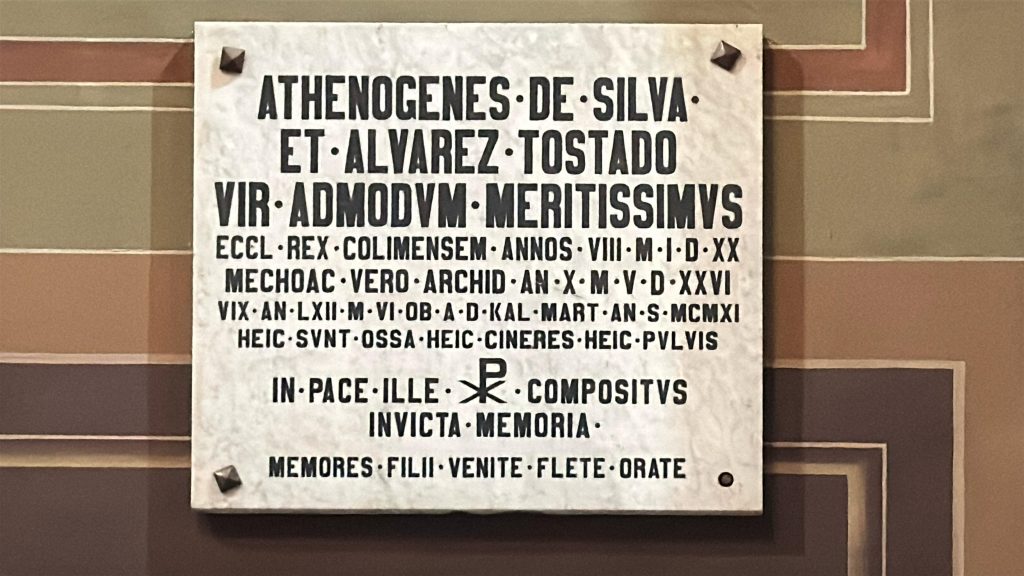 ATHENOGENES·DE·SILVA·
ET·ALVAREZ·TOSTADO
VIR·ADMODVM·MERITISSIMVS
ECCL·REX·COLIMENSEM·ANNOS·VIII·M·I·D·XX
MECHOAC·VERO·ARCHID·AN·X·M·V·D·XXVI
VIX·AN·LXII·M·VI·OB·A·D·KAL·MART·AN·S·MCMXI
HEIC·SVNT·OSSA·HEIC·CINERES·HEIC·PVLVIS
IN·PACE·ILLE·☧·COMPOSITVS
INVICTA·MEMORIA·
MEMORES·FILII·VENITE·FLETE·ORATE